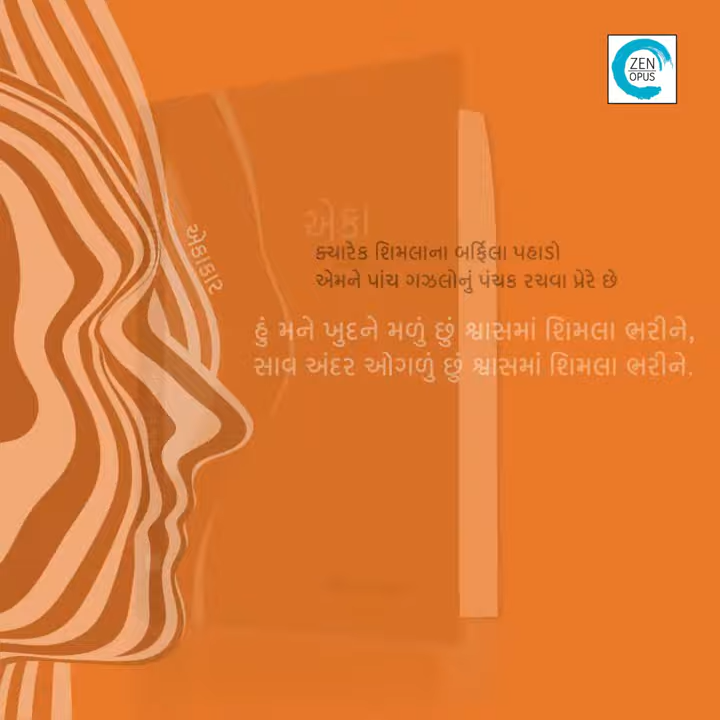 ZEN
OPUS
એકાકાર
એકા
ક્યારેક શિમલાના બર્ફિલા પહાડો
એમને પાંચ ગઝલોનું પંચક રચવા પ્રેરે છે
હું મને ખુદને મળું છું શ્વાસમાં શિમલા ભરીને,
સાવ અંદર ઓગળું છું શ્વાસમાં શિમલા ભરીને.